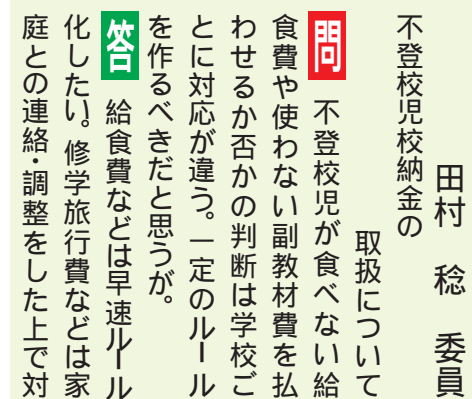 田村　稔　委員
不登校児校納金の
取扱について
問　不登校児が食べない給
食費や使わない副教材費を払
わせるか否かの判断は学校ご
とに対応が違う。一定のルール
を作るべきだと思うが。
答　給食費などは早速ルール
化したい。修学旅行費などは家
庭との連絡・調整をした上で対